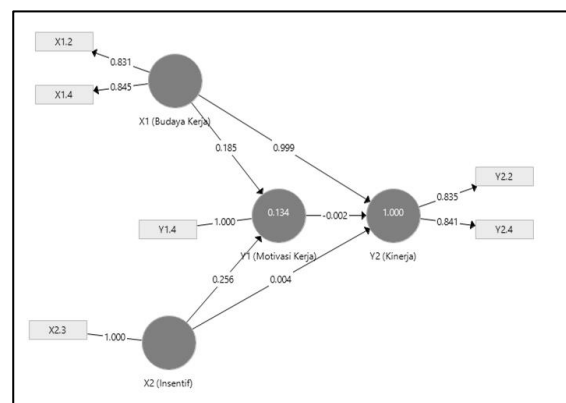 X1.2
0.831
X1.4
0.845
X1 (Budaya Kerja)
0.185
0.999
Y2.2
0.835
Y1.4
1.000
0.134
-0.002
1.000
0.841
Y2.4
Y1 (Motivasi Kerja)
Y2 (Kinerja)
0.256
0.004
X2.3
1.000
X2 (Insentif)